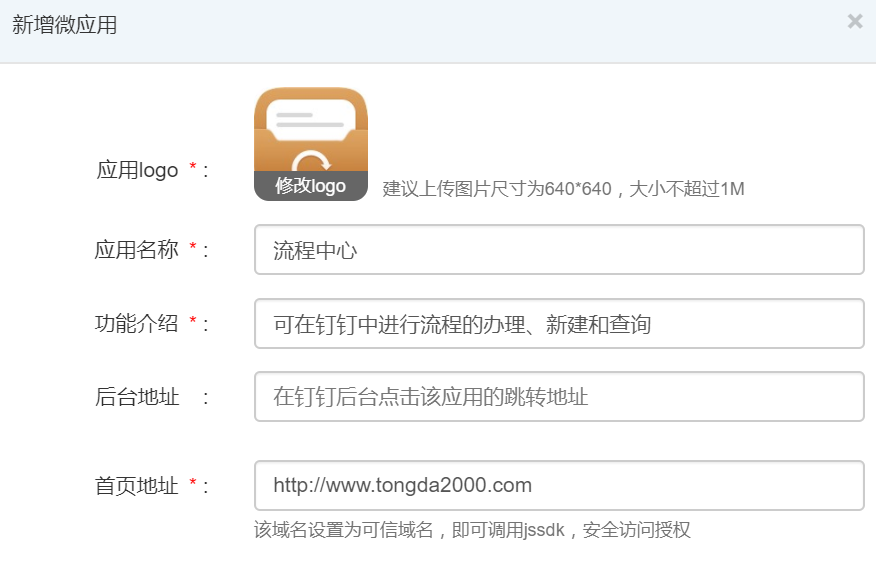 新增微应用 ×
修改logo
应用logo *： 建议上传图片尺寸为640*640，大小不超过1M
应用名称 *： 流程中心
功能介绍 *： 可在钉钉中进行流程的办理、新建和查询
后台地址 ： 在钉钉后台点击该应用的跳转地址
首页地址 *： http://www.tongda2000.com
该域名设置为可信域名，即可调用jssdk，安全访问授权